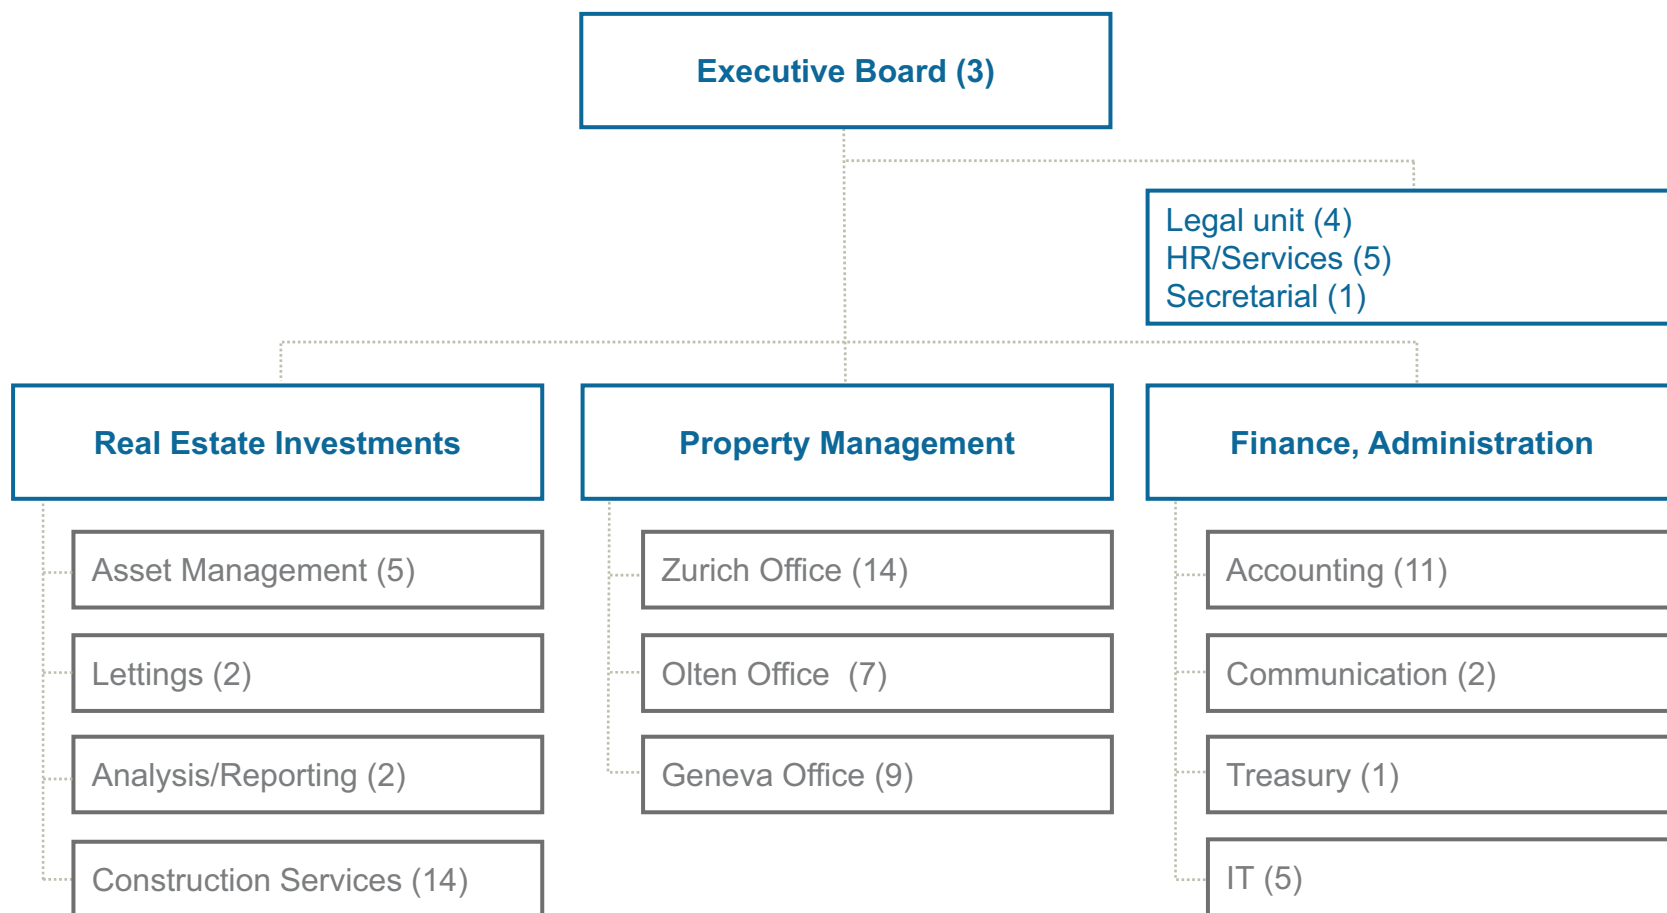 Executive Board (3)
Legal unit (4)
HR/Services (5)
Secretarial (1)
Real Estate Investments
Asset Management (5)
Lettings (2)
Analysis/Reporting (2)
Construction Services (14)
Property Management
Zurich Office (14)
Olten Office  (7)
Geneva Office (9)
Finance, Administration
Accounting (11)
Communication (2)
Treasury (1)
IT (5)